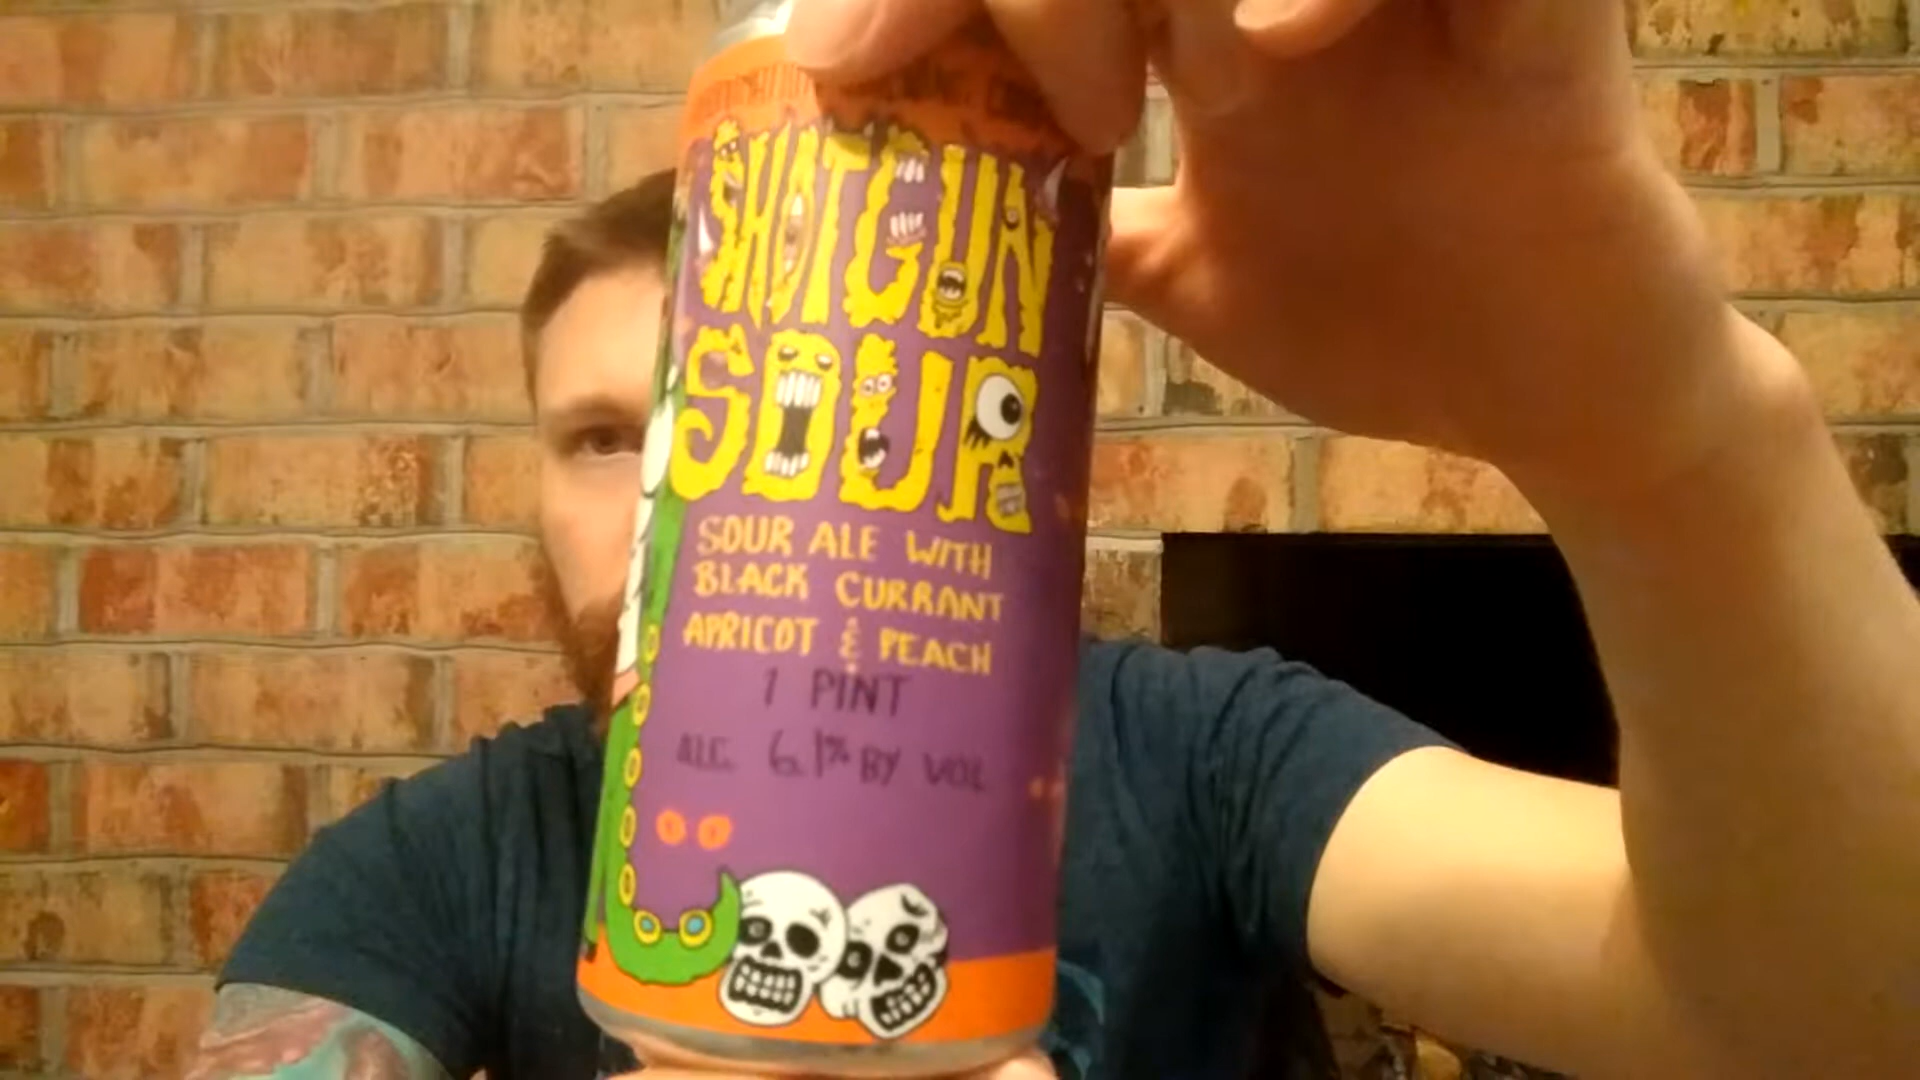 SHOTGUN
SOUR
SOUR ALE WITH
BLACK CURRANT
APRICOT & PEACH
1 PINT
ALC. 6.1% BY VOL